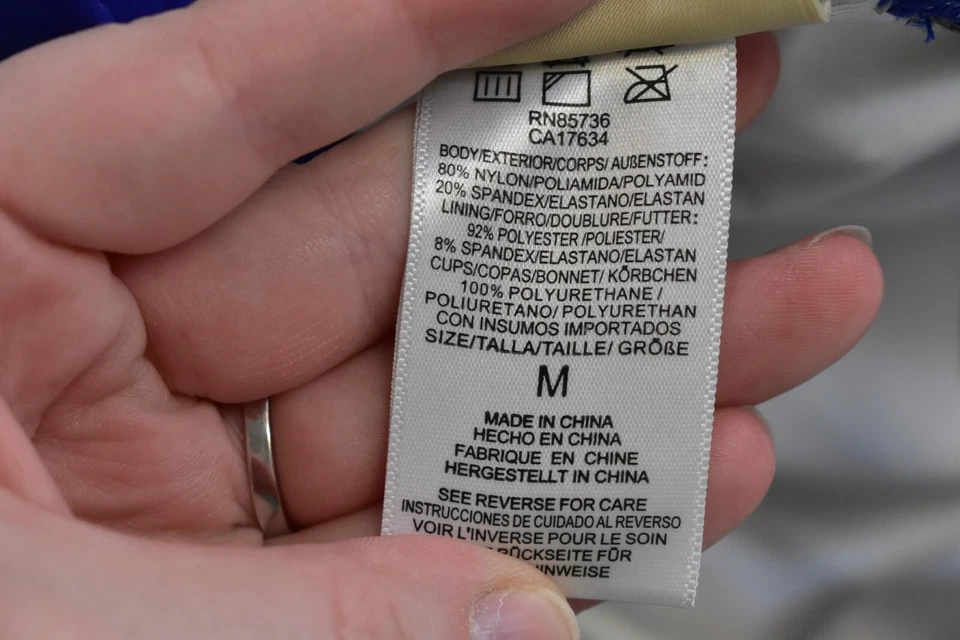 RN85736
CA17634
BODY/EXTERIOR/CORPS/ AUßENSTOFF:
80% NYLON/POLIAMIDA/POLYAMID
20% SPANDEX/ELASTANO/ELASTAN
LINING/FORRO/DOUBLURE/FUTTER:
92% POLYESTER /POLIESTER/
8% SPANDEX/ELASTANO/ELASTAN
CUPS/COPAS/BONNET/ KÖRBCHEN
100% POLYURETHANE /
POLIURETANO/ POLYURETHAN
CON INSUMOS IMPORTADOS
SIZE/TALLA/TAILLE/ GRÖßE
M
MADE IN CHINA
HECHO EN CHINA
FABRIQUE EN CHINE
HERGESTELLT IN CHINA
SEE REVERSE FOR CARE
INSTRUCCIONES DE CUIDADO AL REVERSO
VOIR L'INVERSE POUR LE SOIN
RÜCKSEITE FÜR